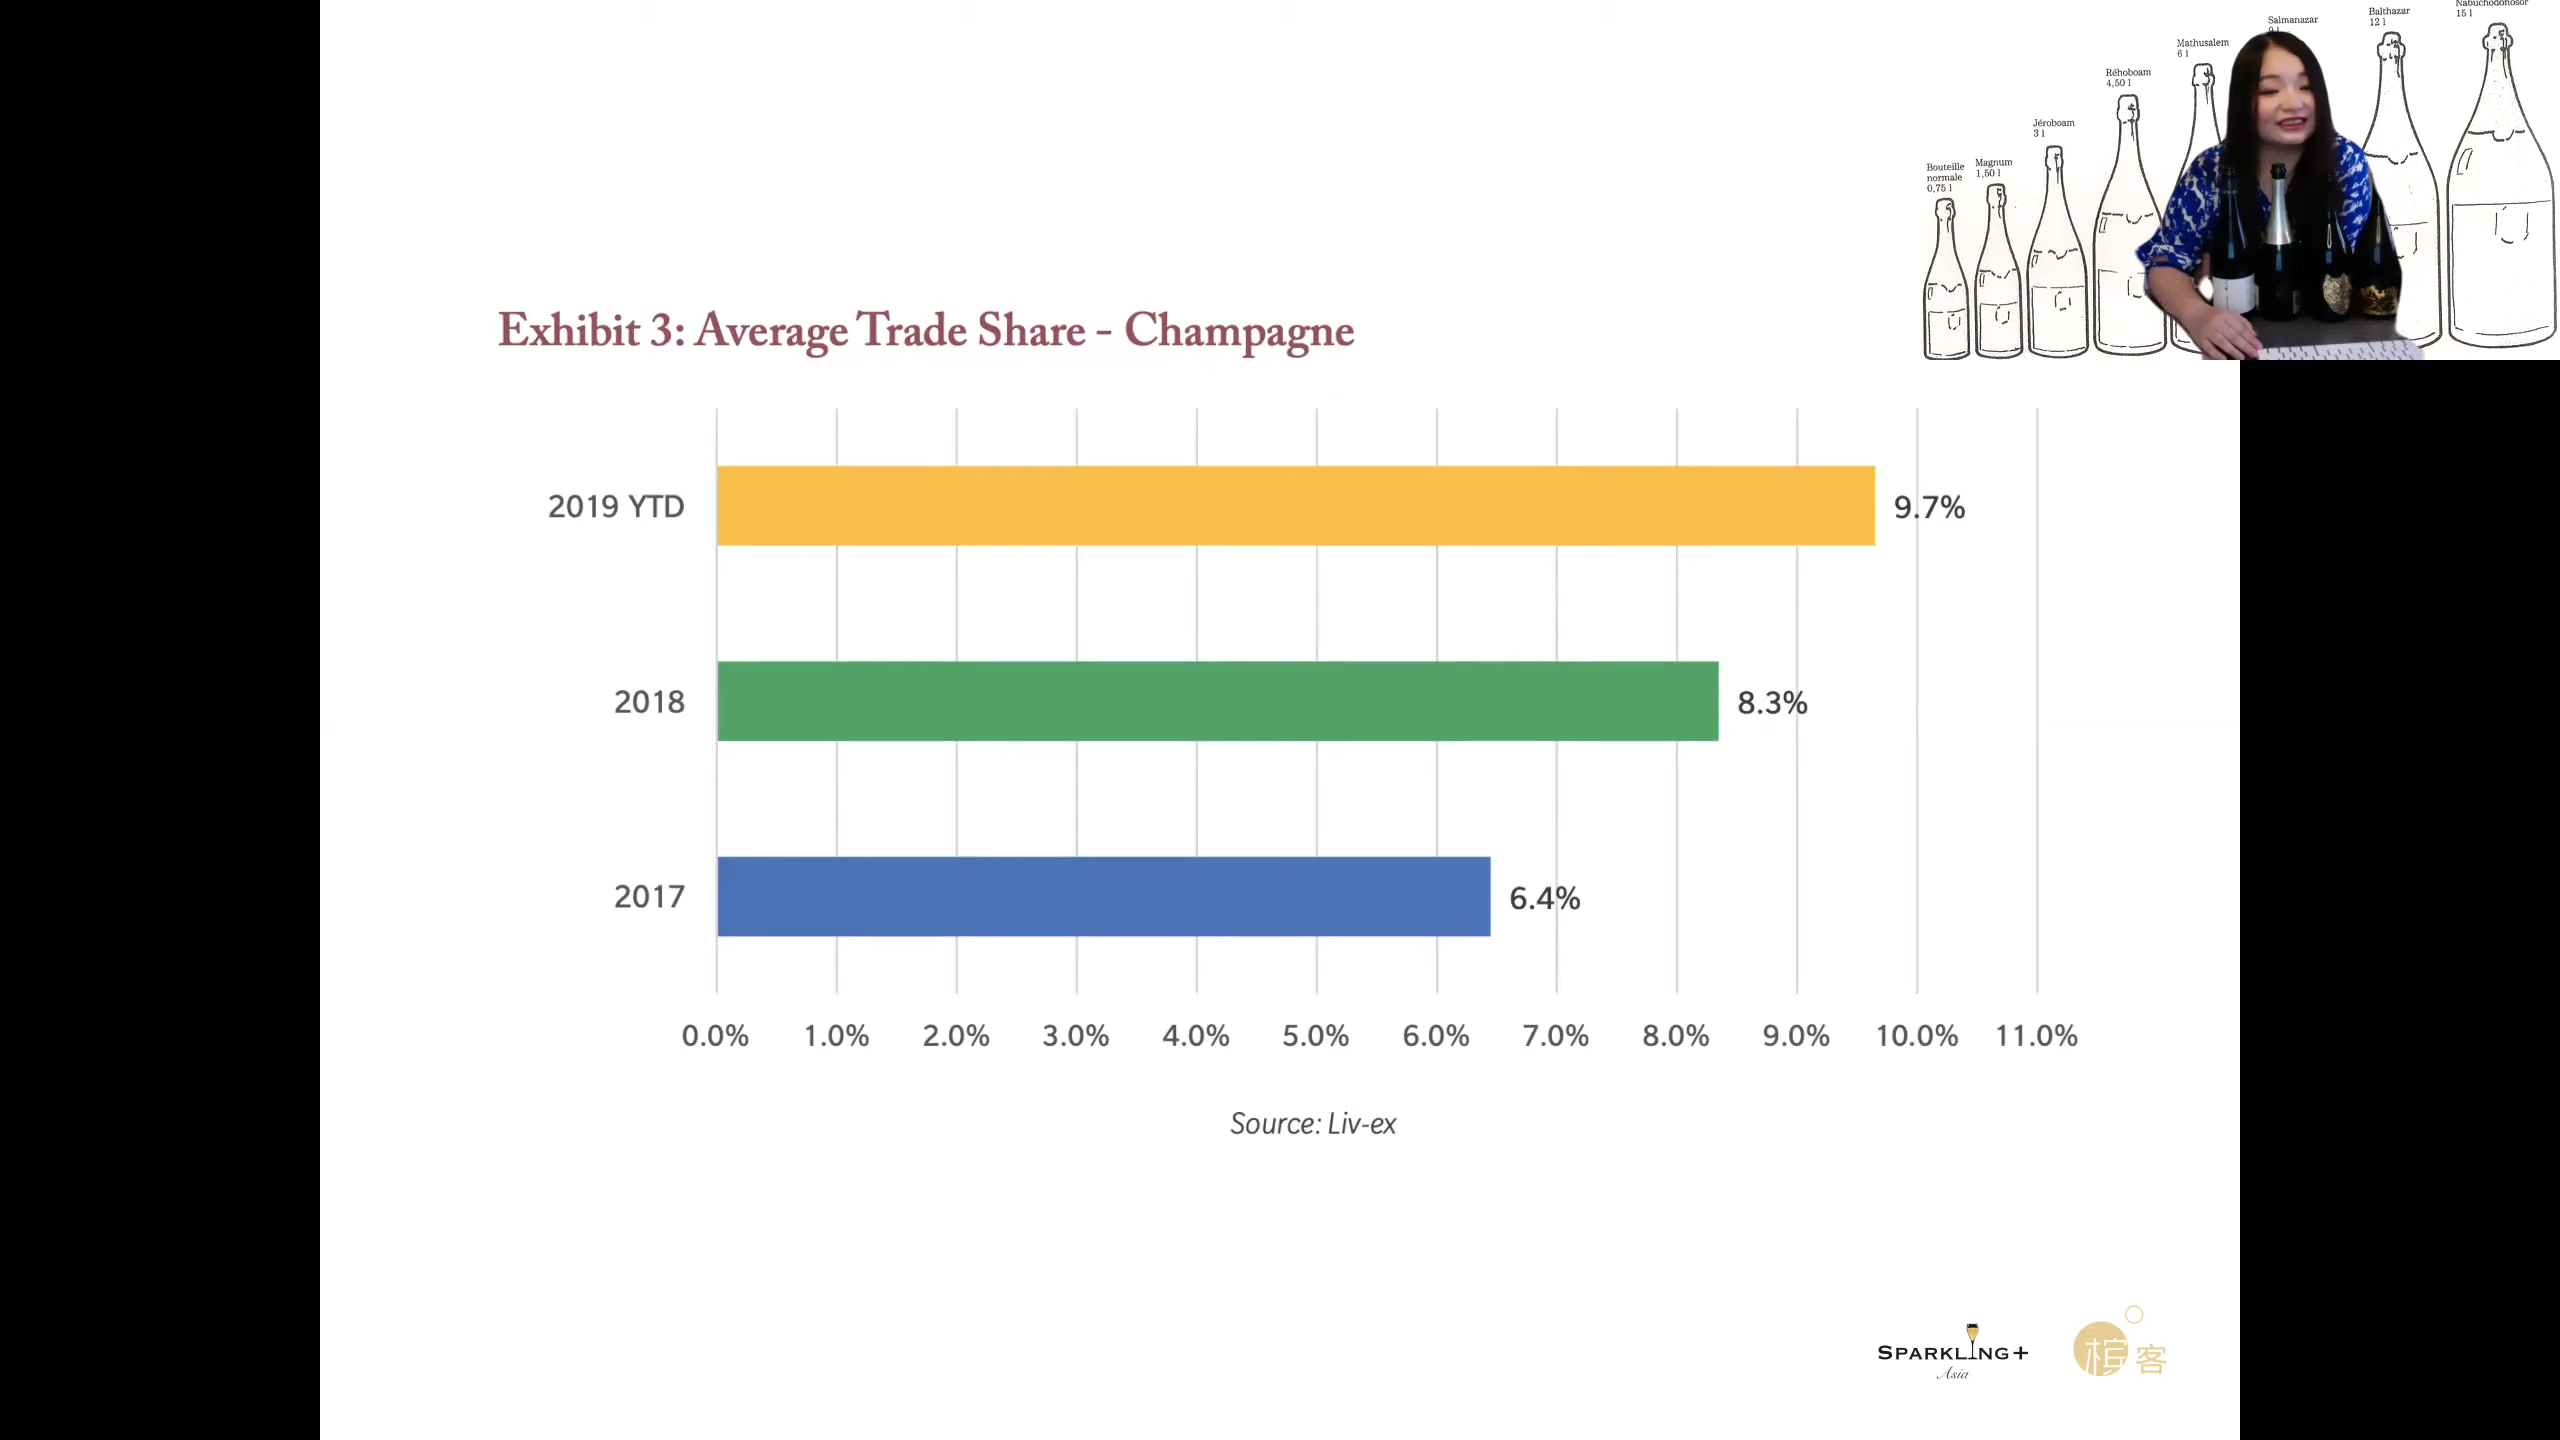 Exhibit 3: Average Trade Share - Champagne
2019 YTD
9.7%
2018
8.3%
2017
6.4%
0.0% 1.0% 2.0% 3.0% 4.0% 5.0% 6.0% 7.0% 8.0% 9.0% 10.0% 11.0%
Source: Liv-ex
Bouteille
normale
0,75 l
Magnum
1,50 l
Jéroboam
3 l
Réhoboam
4,50 l
Mathusalem
6 l
Salmanazar
9 l
Balthazar
12 l
Nabuchodonosor
15 l
SPARKLING+
Asia
槟客